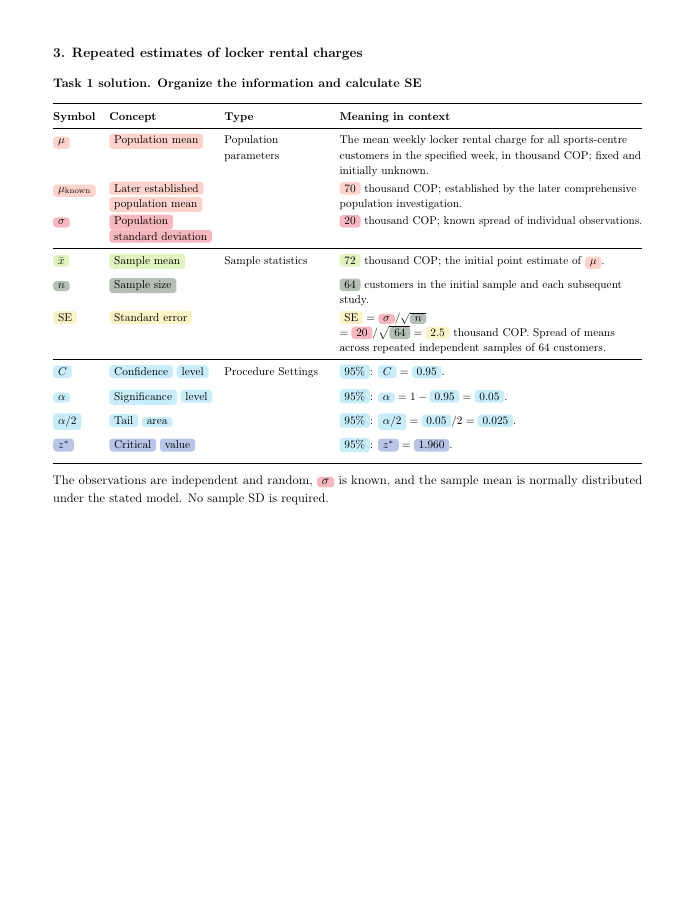 3. Repeated estimates of locker rental charges
Task 1 solution. Organize the information and calculate SE
Symbol Concept Type Meaning in context
μ Population mean Population parameters The mean weekly locker rental charge for all sports-centre
customers in the specified week, in thousand COP; fixed and
initially unknown.
μknown Later established population mean 70 thousand COP; established by the later comprehensive
population investigation.
σ Population standard deviation 20 thousand COP; known spread of individual observations.
x̄ Sample mean Sample statistics 72 thousand COP; the initial point estimate of μ.
n Sample size 64 customers in the initial sample and each subsequent
study.
SE Standard error SE = σ/√n
= 20/√64 = 2.5 thousand COP. Spread of means
across repeated independent samples of 64 customers.
C Confidence level Procedure Settings 95%: C = 0.95.
α Significance level 95%: α = 1 − 0.95 = 0.05.
α/2 Tail area 95%: α/2 = 0.05/2 = 0.025.
z* Critical value 95%: z* = 1.960.
The observations are independent and random, σ is known, and the sample mean is normally distributed
under the stated model. No sample SD is required.